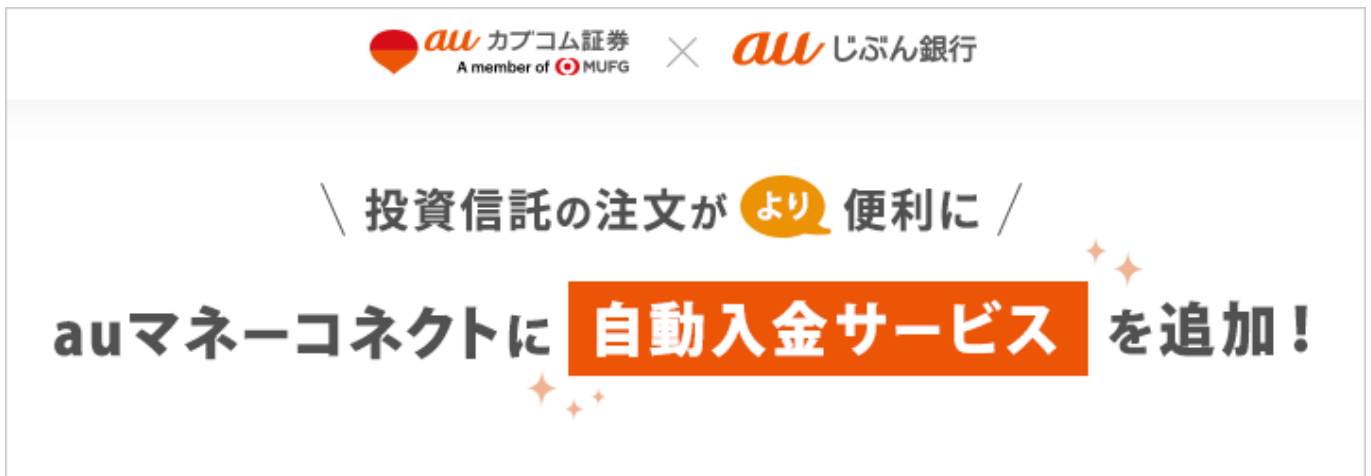 au カブコム証券 × au じぶん銀行
A member of MUFG
\ 投資信託の注文が より 便利に /
auマネーコネクトに 自動入金サービス を追加!